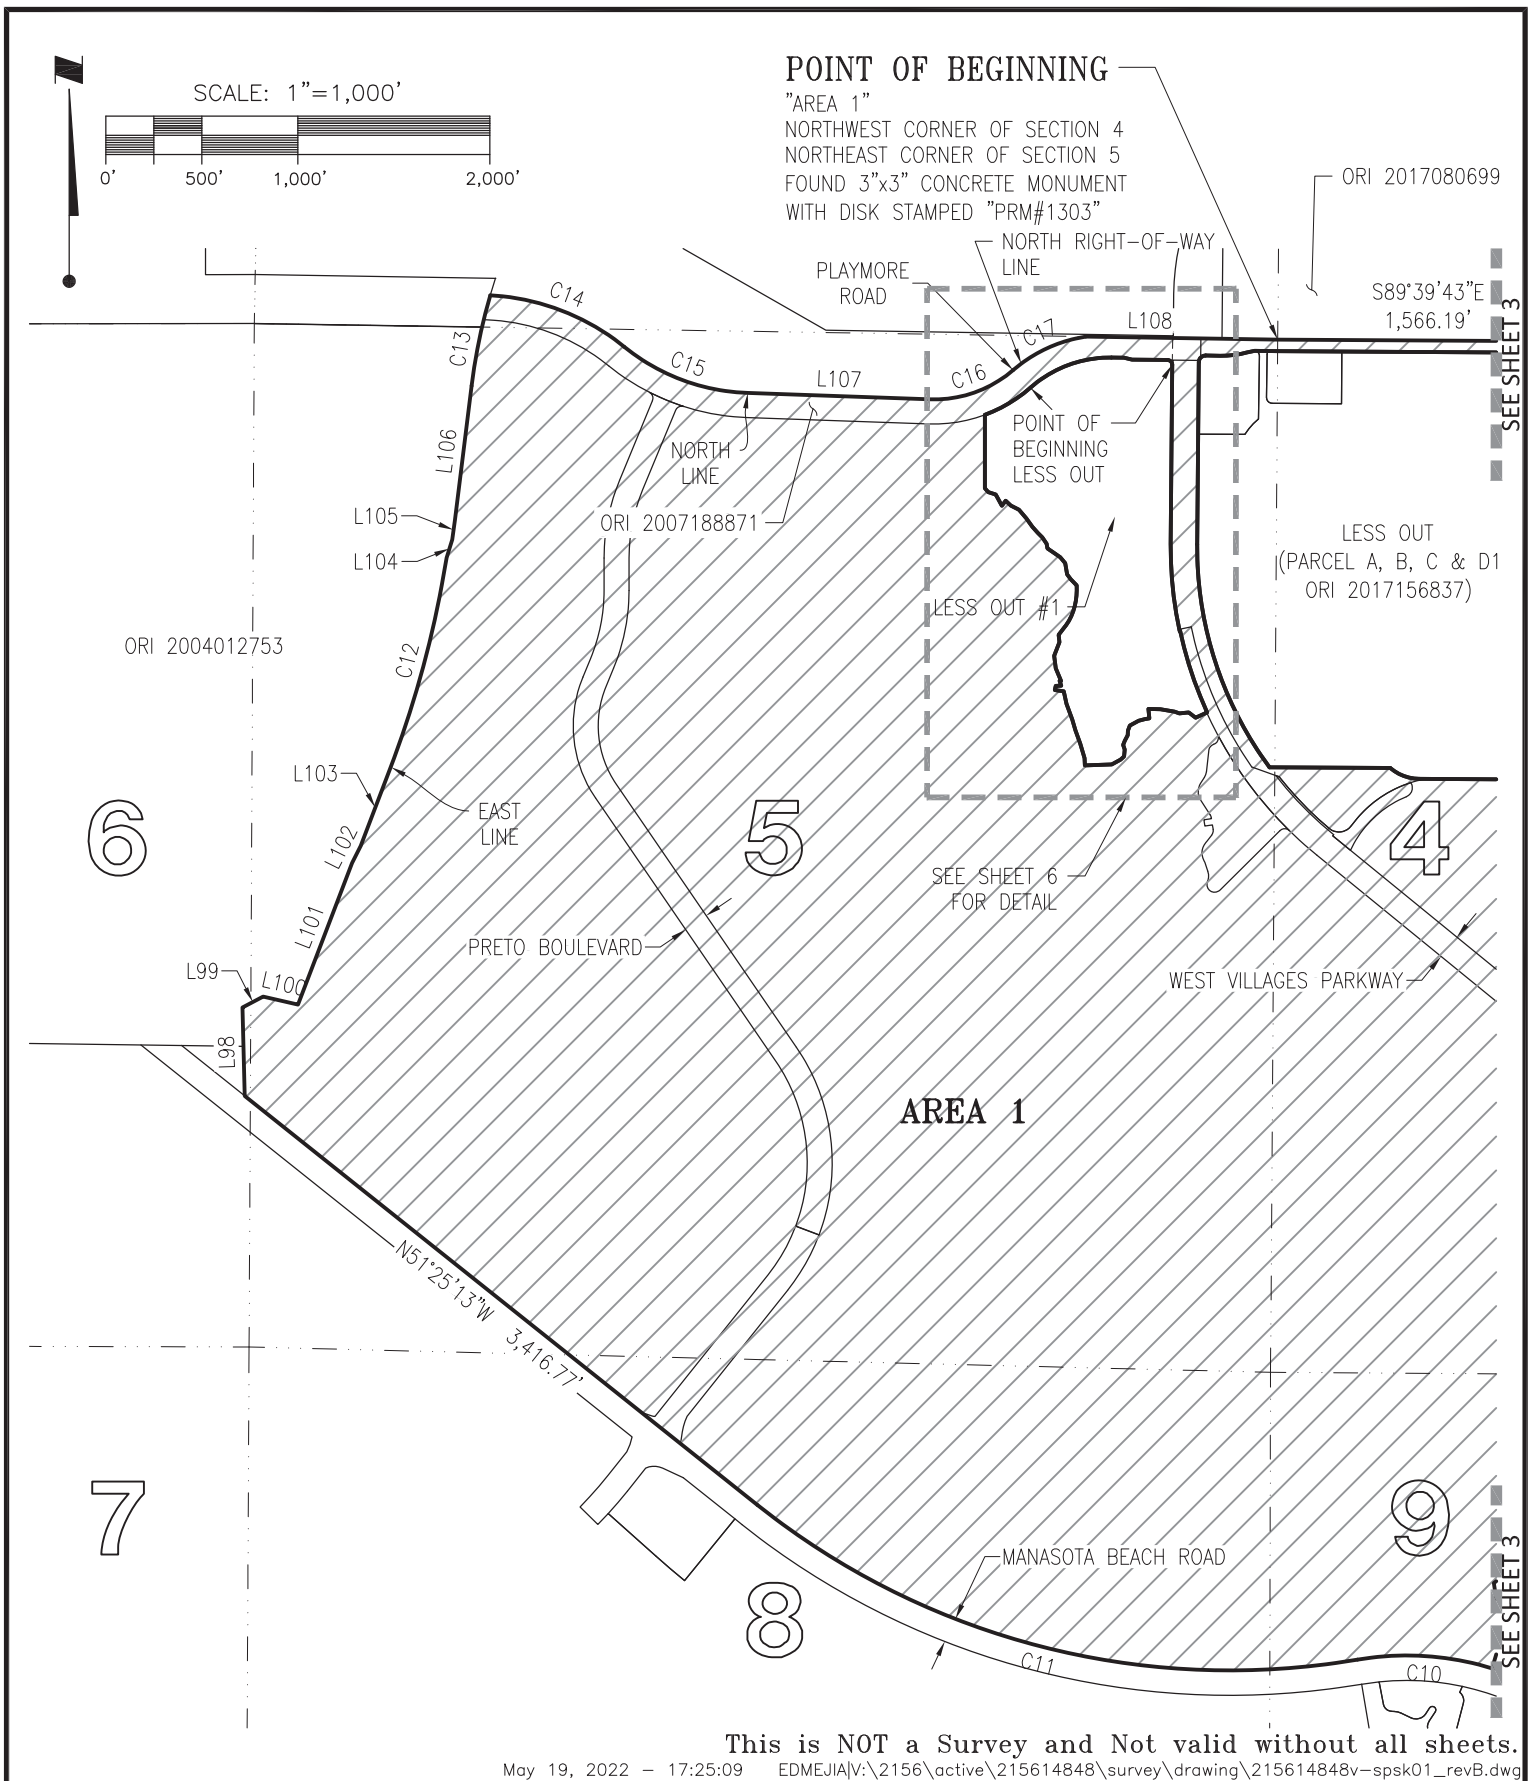 N
SCALE: 1"=1,000'
0' 500' 1,000' 2,000'
POINT OF BEGINNING
"AREA 1"
NORTHWEST CORNER OF SECTION 4
NORTHEAST CORNER OF SECTION 5
FOUND 3"x3" CONCRETE MONUMENT
WITH DISK STAMPED "PRM#1303"
ORI 2017080699
NORTH RIGHT-OF-WAY
LINE
PLAYMORE
ROAD
S89°39'43"E
1,566.19'
SEE SHEET 3
C14
C13
C15
L107
C16
C17
L108
L106
NORTH
LINE
POINT OF
BEGINNING
LESS OUT
L105
L104
ORI 2007188871
LESS OUT
(PARCEL A, B, C & D1
ORI 2017156837)
LESS OUT #1
ORI 2004012753
C12
L103
EAST
LINE
6
5
4
L102
SEE SHEET 6
FOR DETAIL
L101
PRETO BOULEVARD
L99
L100
WEST VILLAGES PARKWAY
L98
AREA 1
N51°25'13"W 3,416.77'
7
9
8
MANASOTA BEACH ROAD
SEE SHEET 3
C11
C10
This is NOT a Survey and Not valid without all sheets.
May 19, 2022 - 17:25:09 EDMEJIA|V:\2156\active\215614848\survey\drawing\215614848v-spsk01_revB.dwg